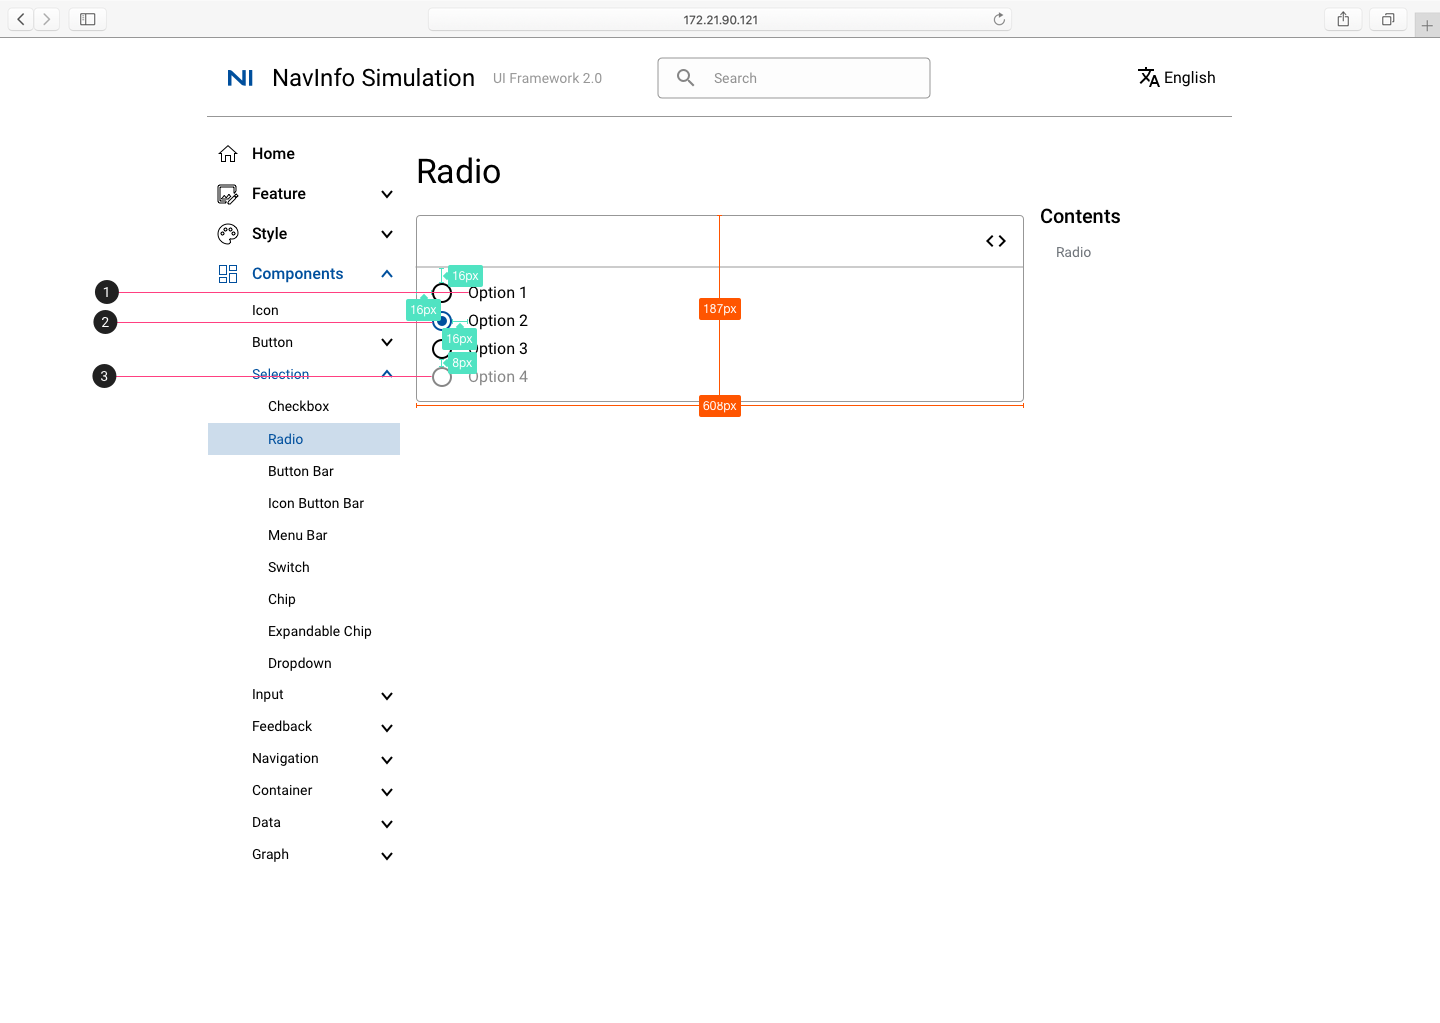 172.21.90.121
NI NavInfo Simulation UI Framework 2.0 Search English
Home
Feature
Style
Components
Icon
Button
Selection
Checkbox
Radio
Button Bar
Icon Button Bar
Menu Bar
Switch
Chip
Expandable Chip
Dropdown
Input
Feedback
Navigation
Container
Data
Graph
Radio
16px
1 Option 1
16px
187px
2 Option 2
16px
Option 3
8px
3 Option 4
608px
Contents
Radio